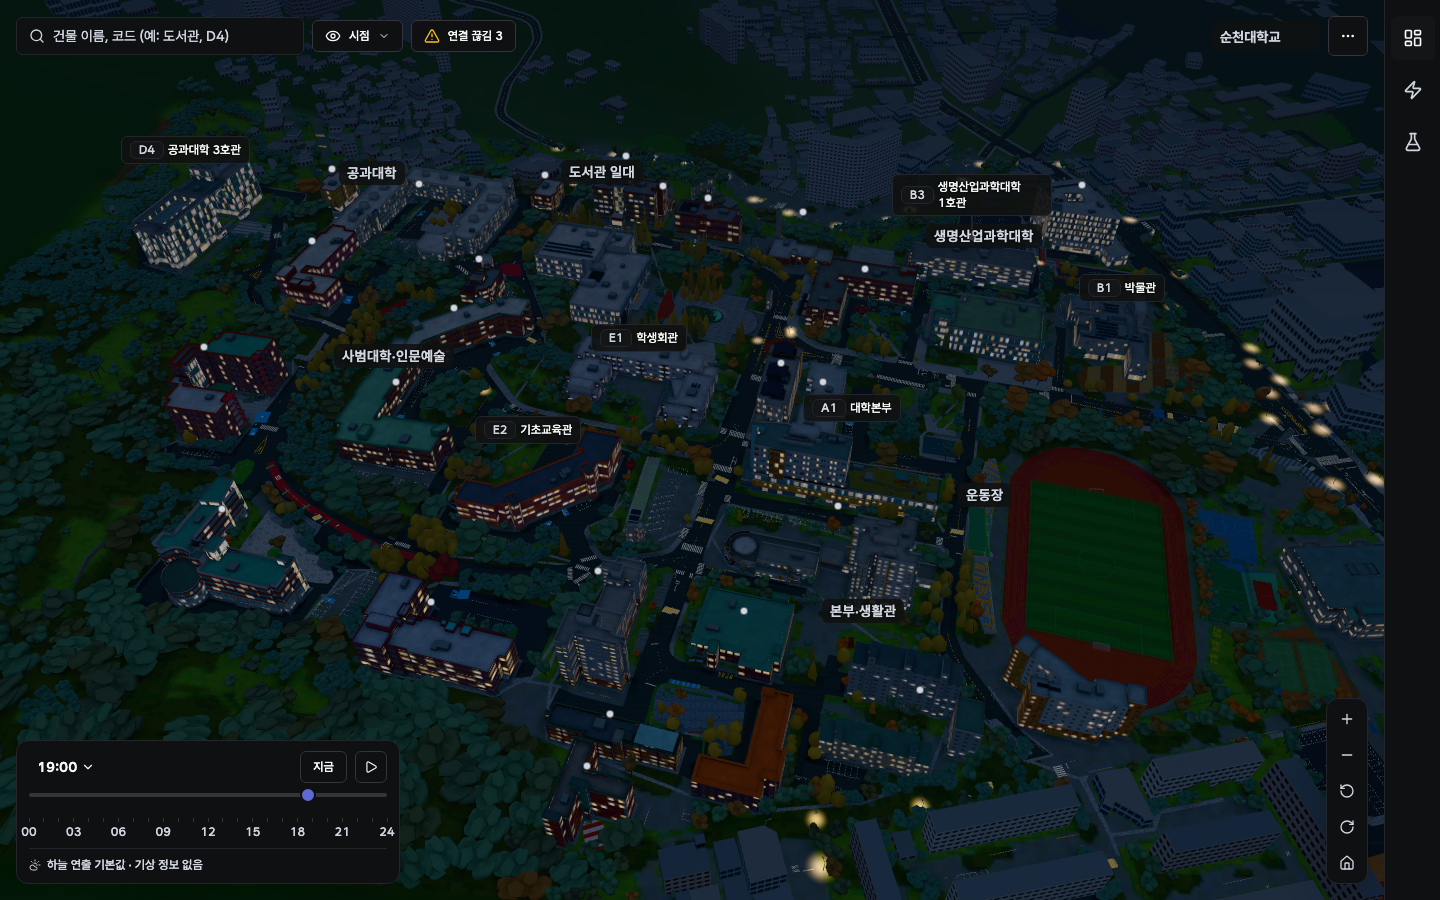 건물 이름, 코드 (예: 도서관, D4)
시점
연결 끊김 3
순천대학교
D4 공과대학 3호관
공과대학
도서관 일대
B3 생명산업과학대학
1호관
생명산업과학대학
B1 박물관
E1 학생회관
사범대학·인문예술
A1 대학본부
E2 기초교육관
운동장
본부·생활관
19:00
지금
00 03 06 09 12 15 18 21 24
하늘 연출 기본값 · 기상 정보 없음